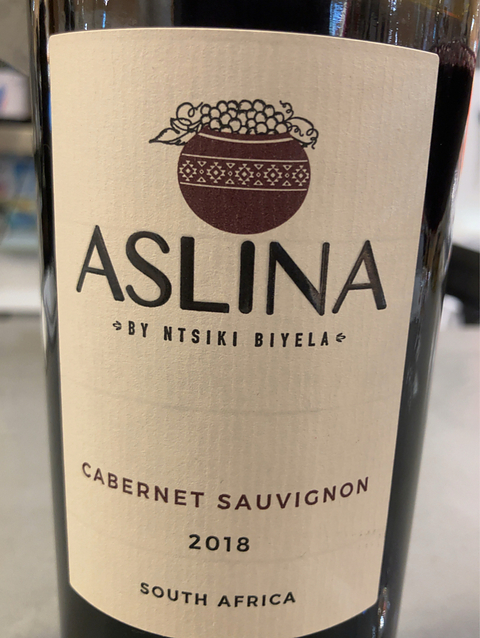 ASLINA
BY NTSIKI BIYELA
CABERNET SAUVIGNON
2018
SOUTH AFRICA